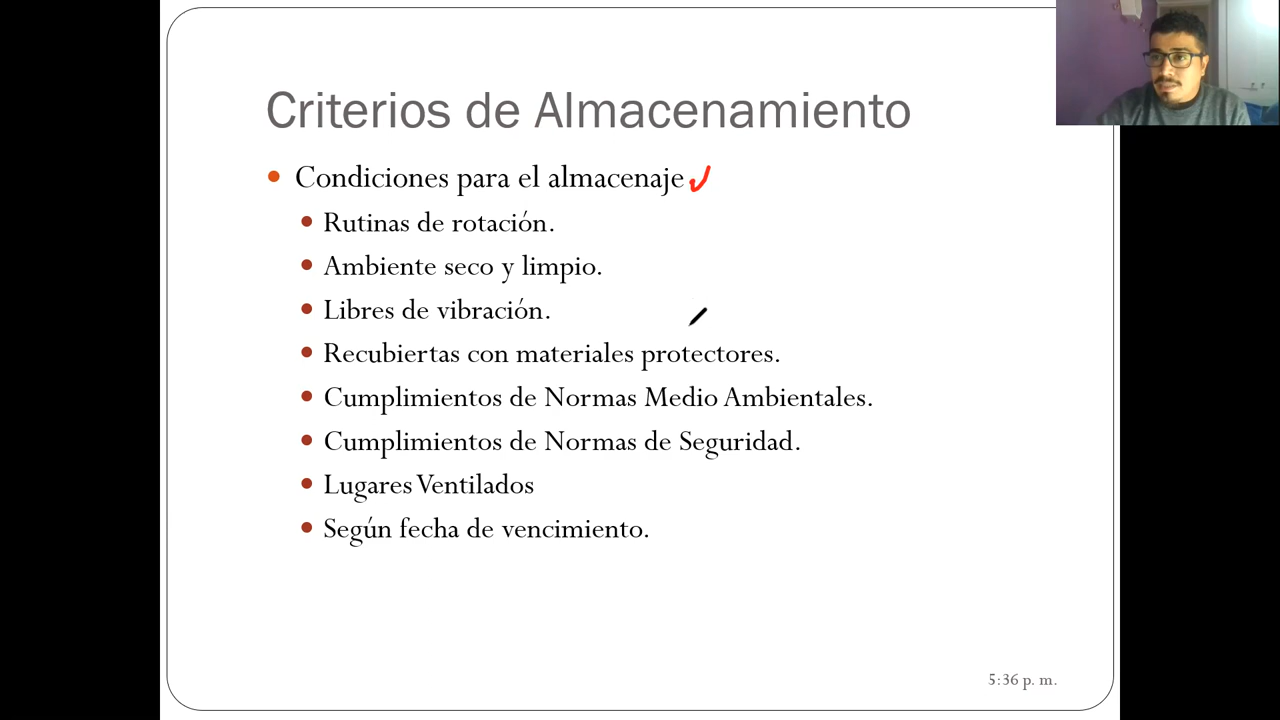 Criterios de Almacenamiento
Condiciones para el almacenaje
Rutinas de rotación.
Ambiente seco y limpio.
Libres de vibración.
Recubiertas con materiales protectores.
Cumplimientos de Normas Medio Ambientales.
Cumplimientos de Normas de Seguridad.
Lugares Ventilados
Según fecha de vencimiento.
5:36 p. m.